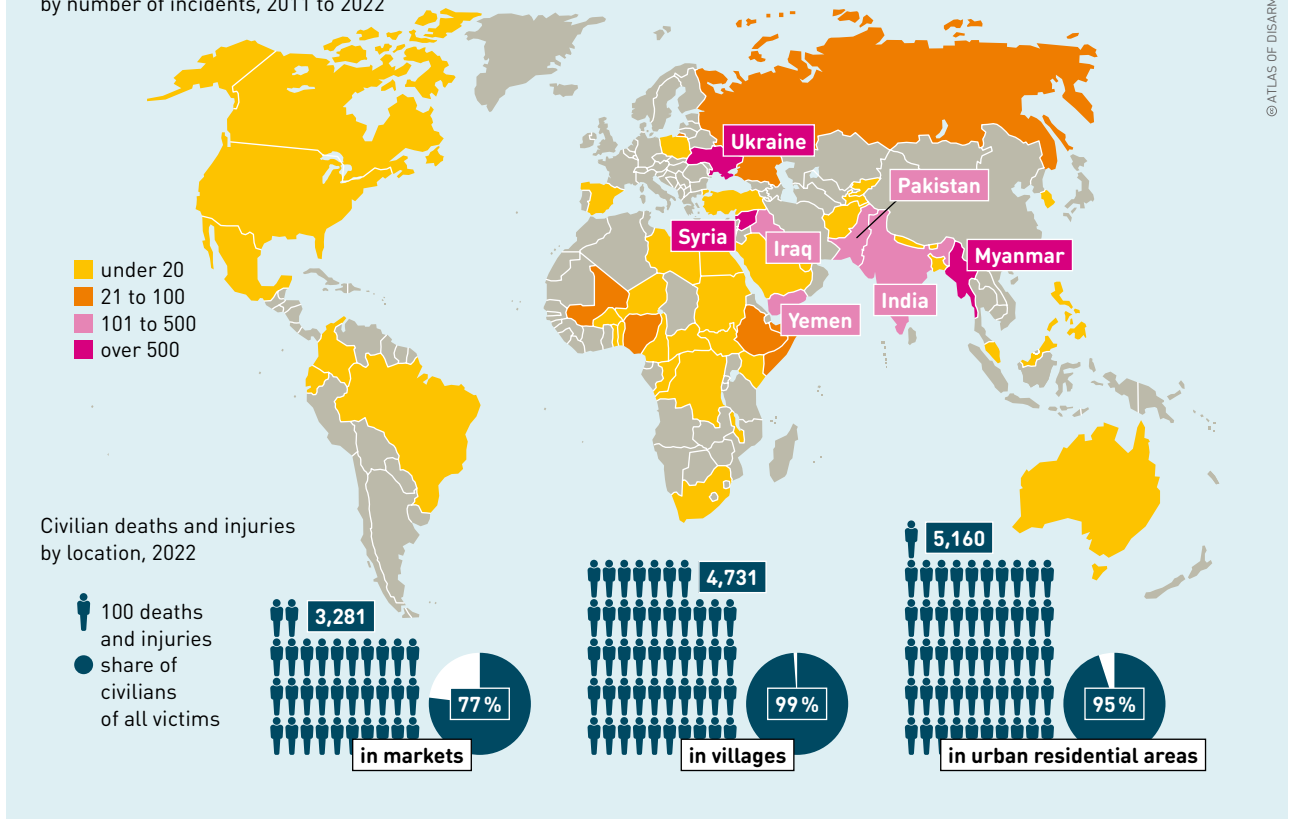 by number of incidents, 2011 to 2022
© ATLAS OF DISARM
Ukraine
Pakistan
Syria
Iraq
Myanmar
India
Yemen
under 20
21 to 100
101 to 500
over 500
Civilian deaths and injuries
by location, 2022
100 deaths
and injuries
share of
civilians
of all victims
3,281
77 %
in markets
4,731
99 %
in villages
5,160
95 %
in urban residential areas